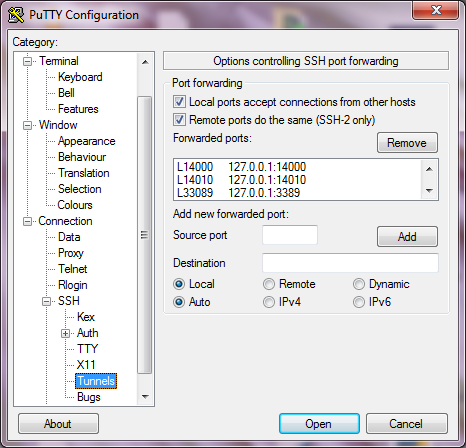 PuTTY Configuration
Category:
Terminal
Keyboard
Bell
Features
Window
Appearance
Behaviour
Translation
Selection
Colours
Connection
Data
Proxy
Telnet
Rlogin
SSH
Kex
Auth
TTY
X11
Tunnels
Bugs
Options controlling SSH port forwarding
Port forwarding
Local ports accept connections from other hosts
Remote ports do the same (SSH-2 only)
Forwarded ports:
Remove
L14000 127.0.0.1:14000
L14010 127.0.0.1:14010
L33089 127.0.0.1:3389
Add new forwarded port:
Source port
Add
Destination
Local Remote Dynamic
Auto IPv4 IPv6
About Open Cancel